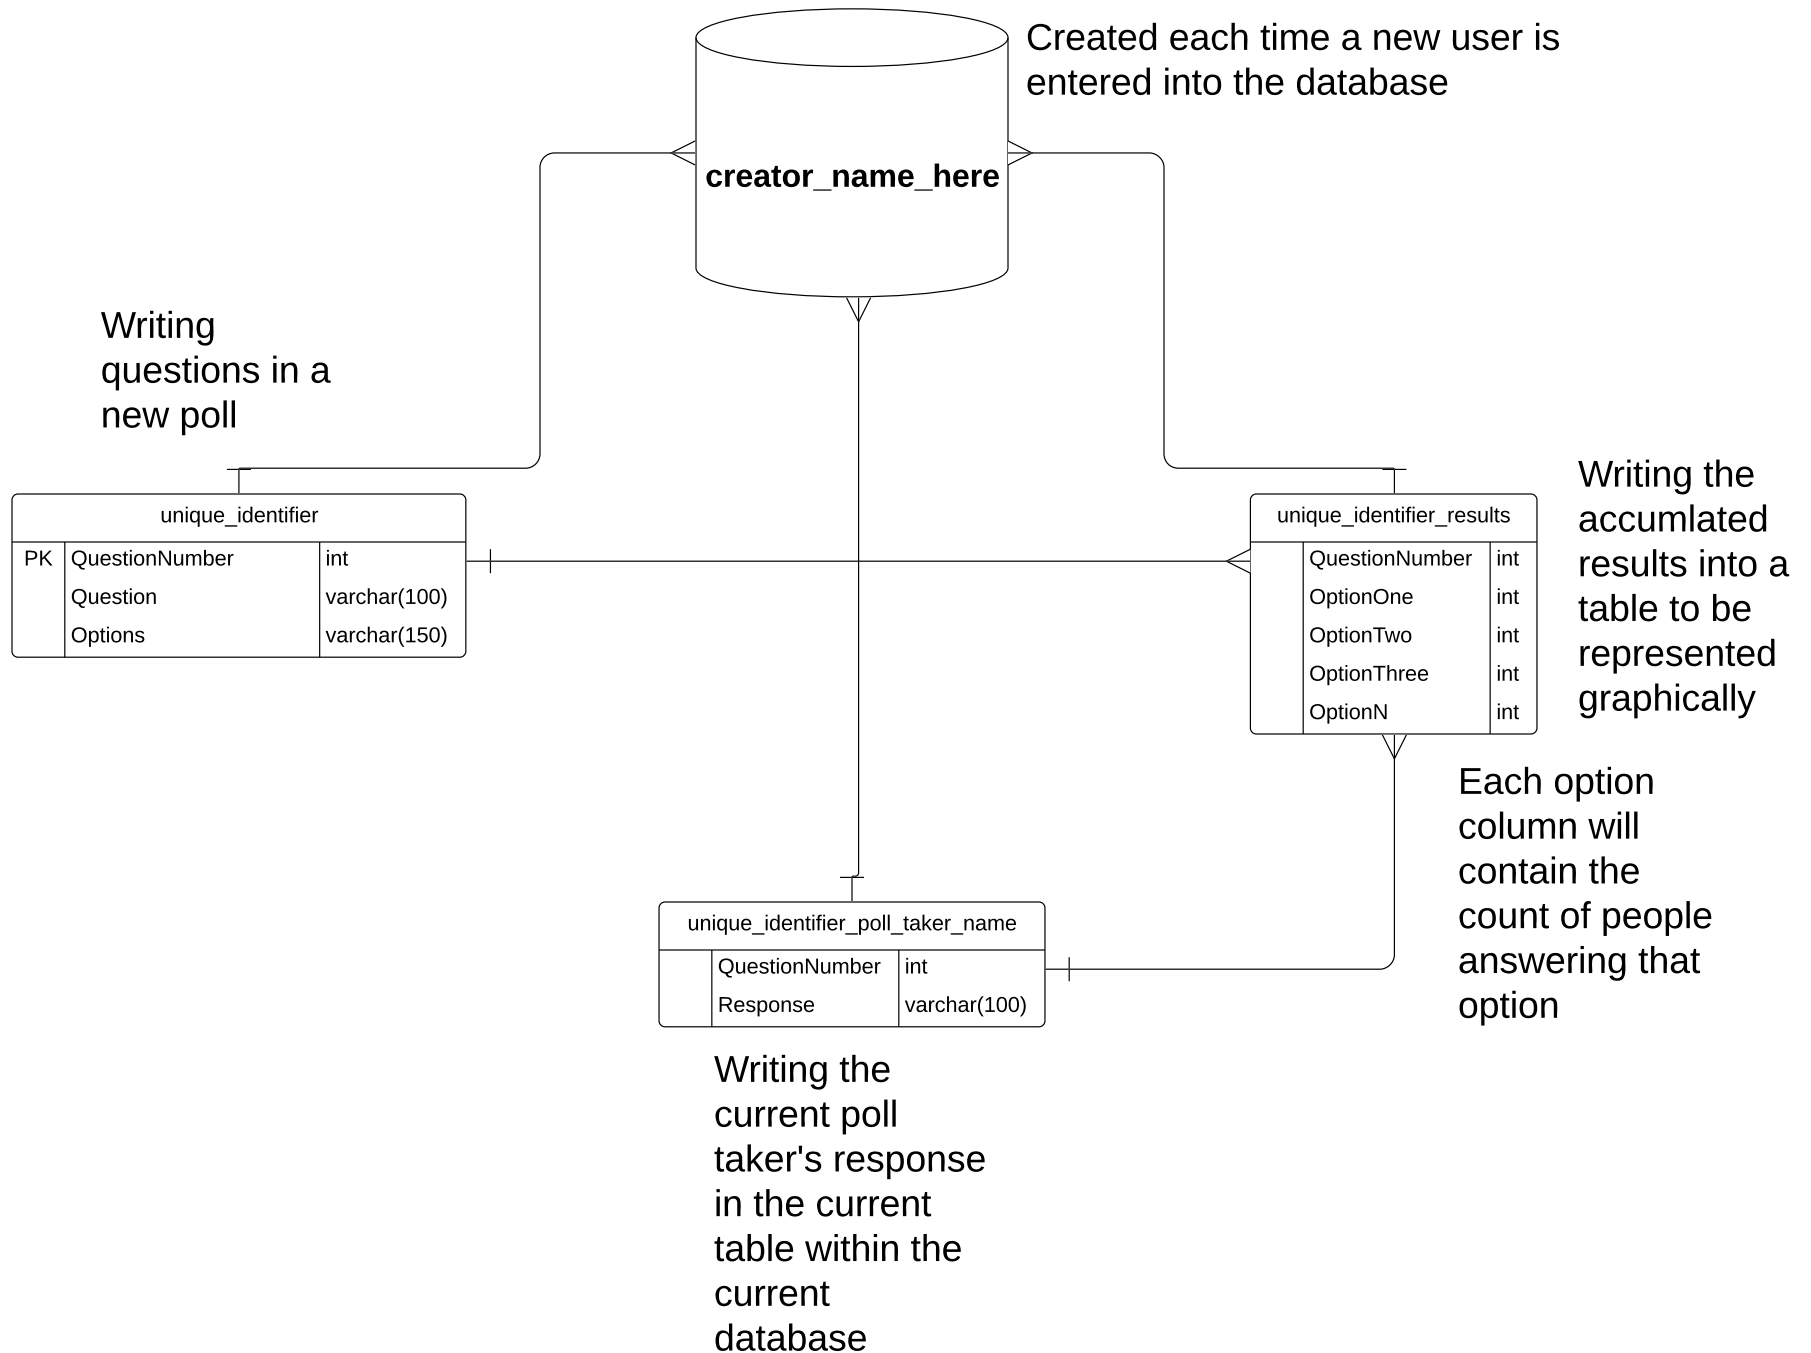 Created each time a new user is
entered into the database
creator_name_here
Writing
questions in a
new poll
unique_identifier
PK QuestionNumber int
Question varchar(100)
Options varchar(150)
unique_identifier_results
QuestionNumber int
OptionOne int
OptionTwo int
OptionThree int
OptionN int
Writing the
accumlated
results into a
table to be
represented
graphically
Each option
column will
contain the
count of people
answering that
option
unique_identifier_poll_taker_name
QuestionNumber int
Response varchar(100)
Writing the
current poll
taker's response
in the current
table within the
current
database